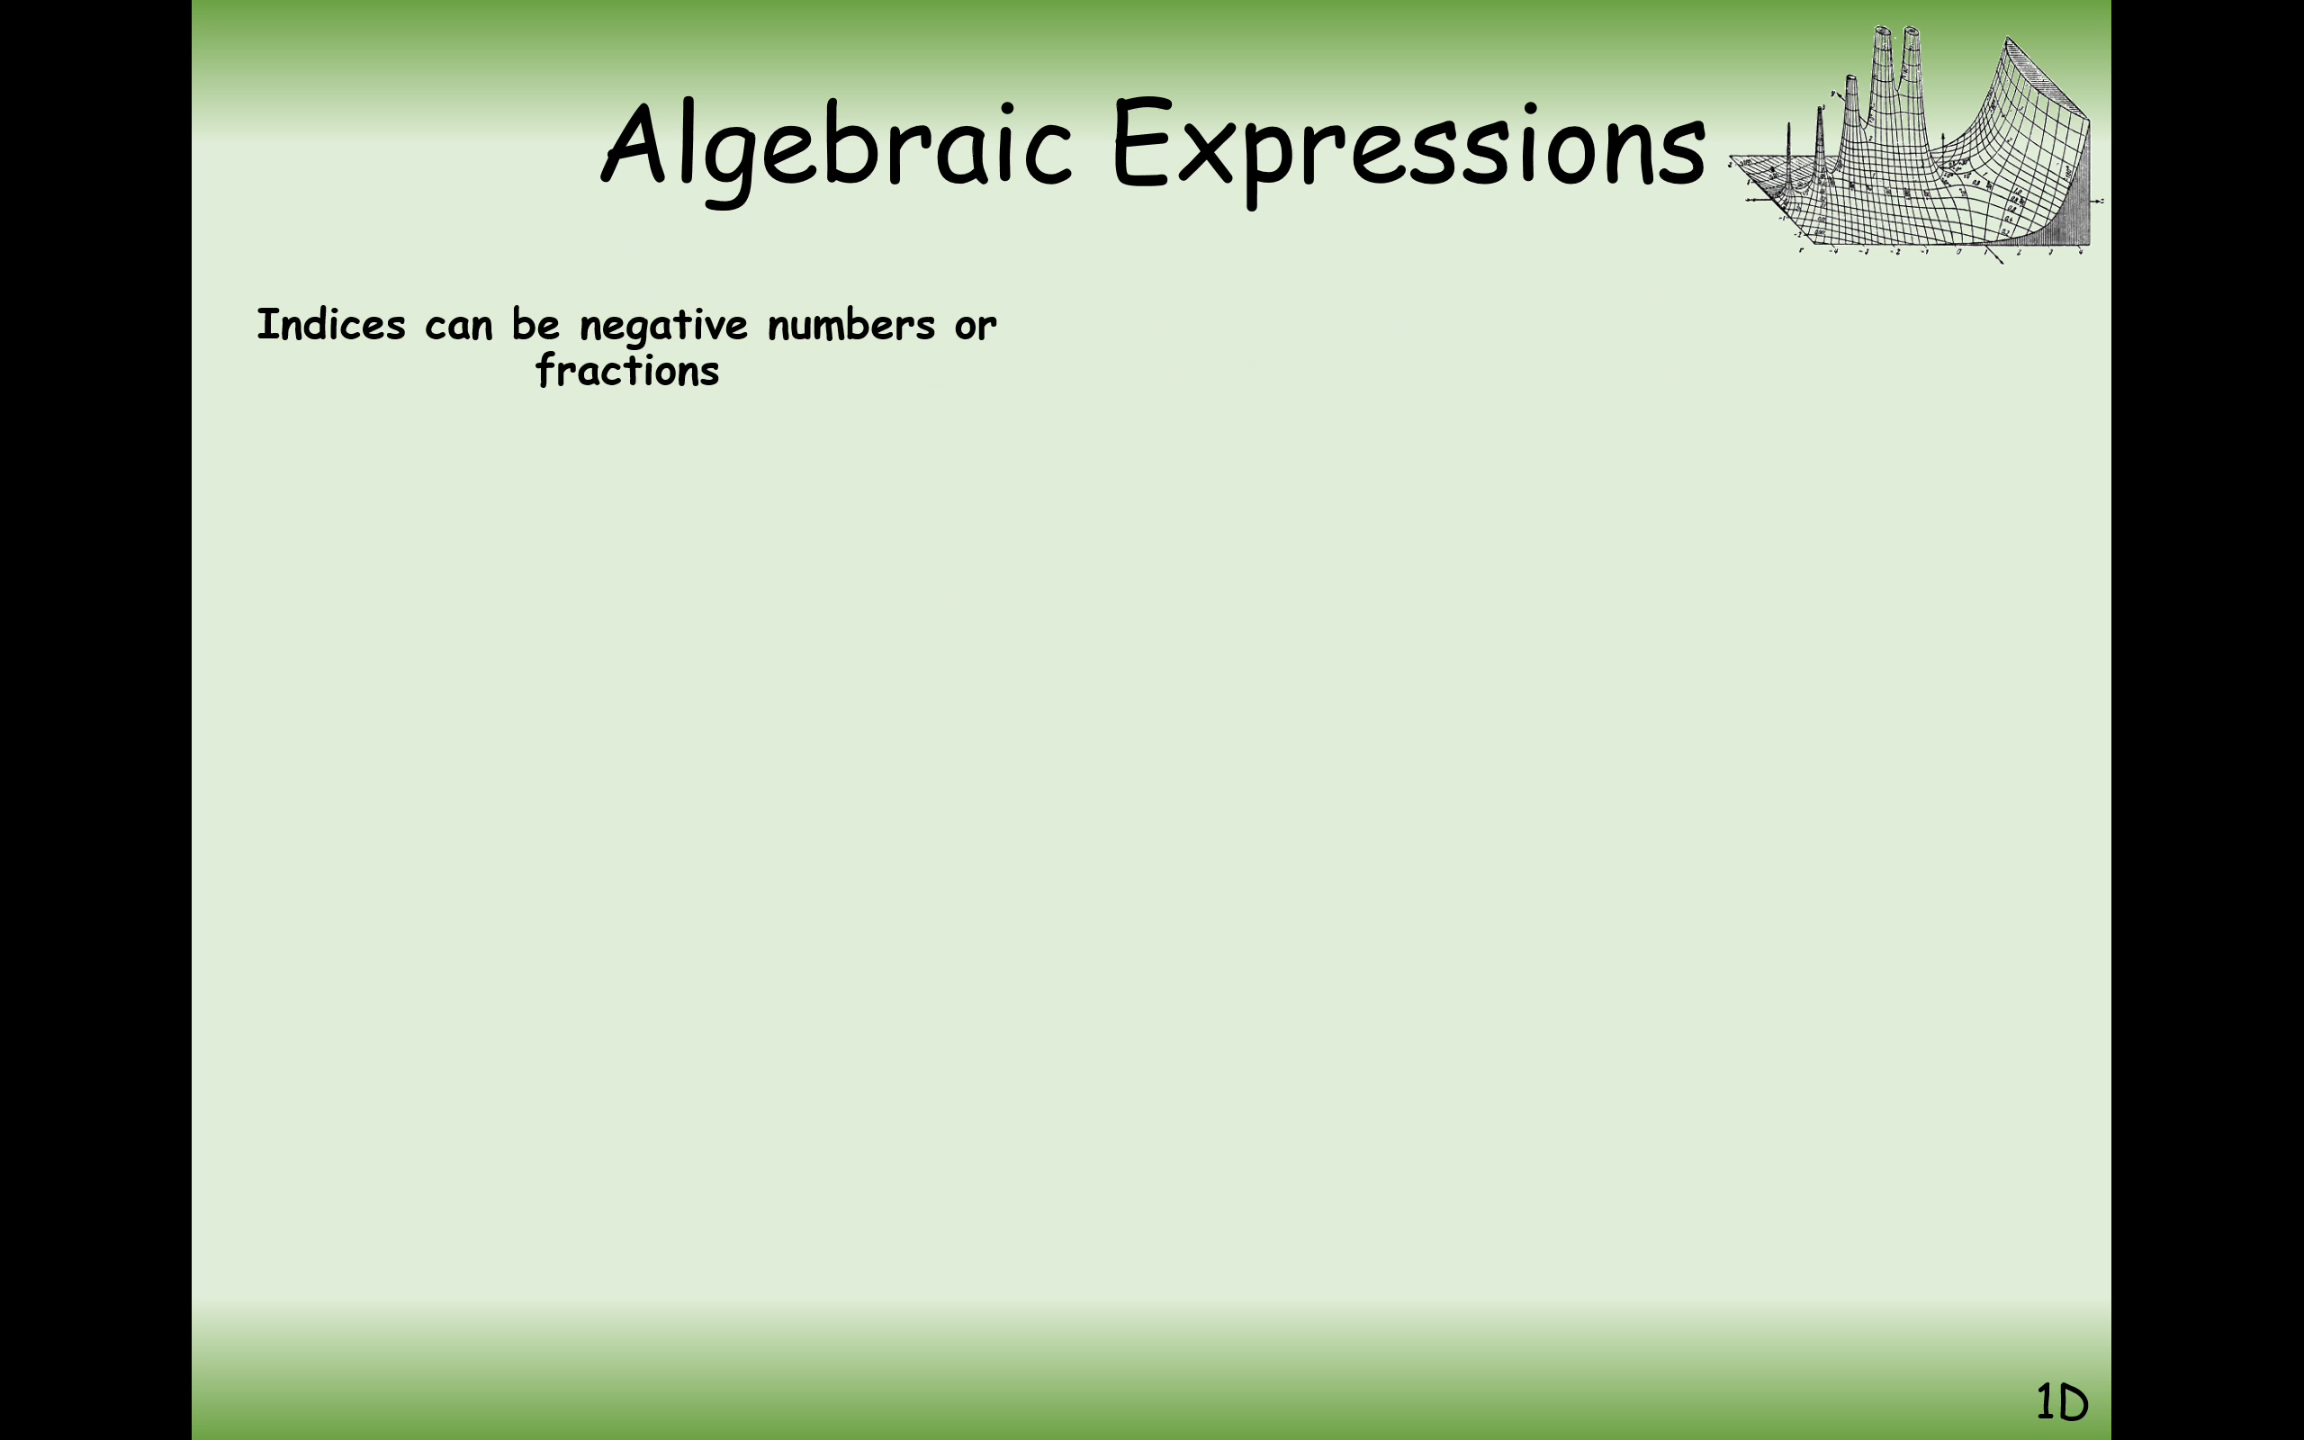 Algebraic Expressions
Indices can be negative numbers or
fractions
1D